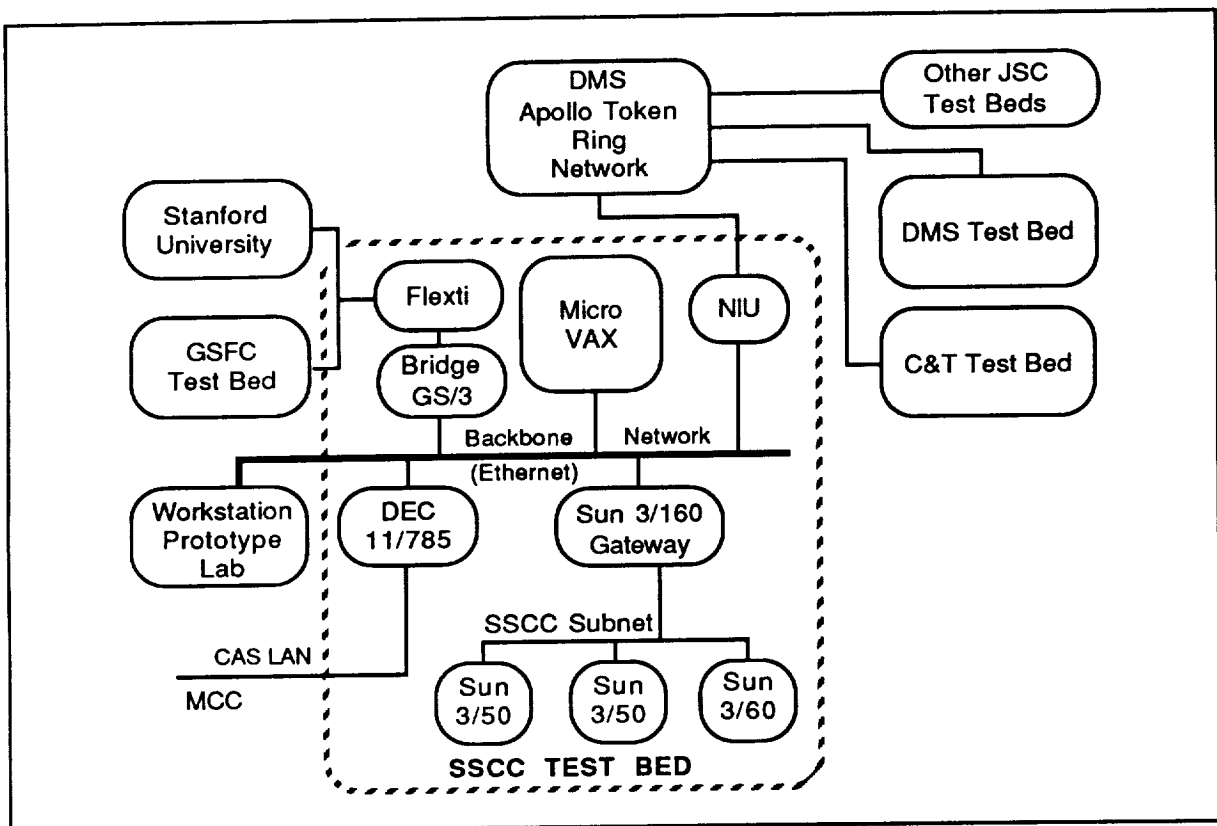 DMS
Apollo Token
Ring
Network
Other JSC
Test Beds
DMS Test Bed
C&T Test Bed
Stanford
University
GSFC
Test Bed
Flexti
Bridge
GS/3
Micro
VAX
NIU
Backbone Network
(Ethernet)
Workstation
Prototype
Lab
DEC
11/785
Sun 3/160
Gateway
SSCC Subnet
CAS LAN
MCC
Sun
3/50
Sun
3/50
Sun
3/60
SSCC TEST BED